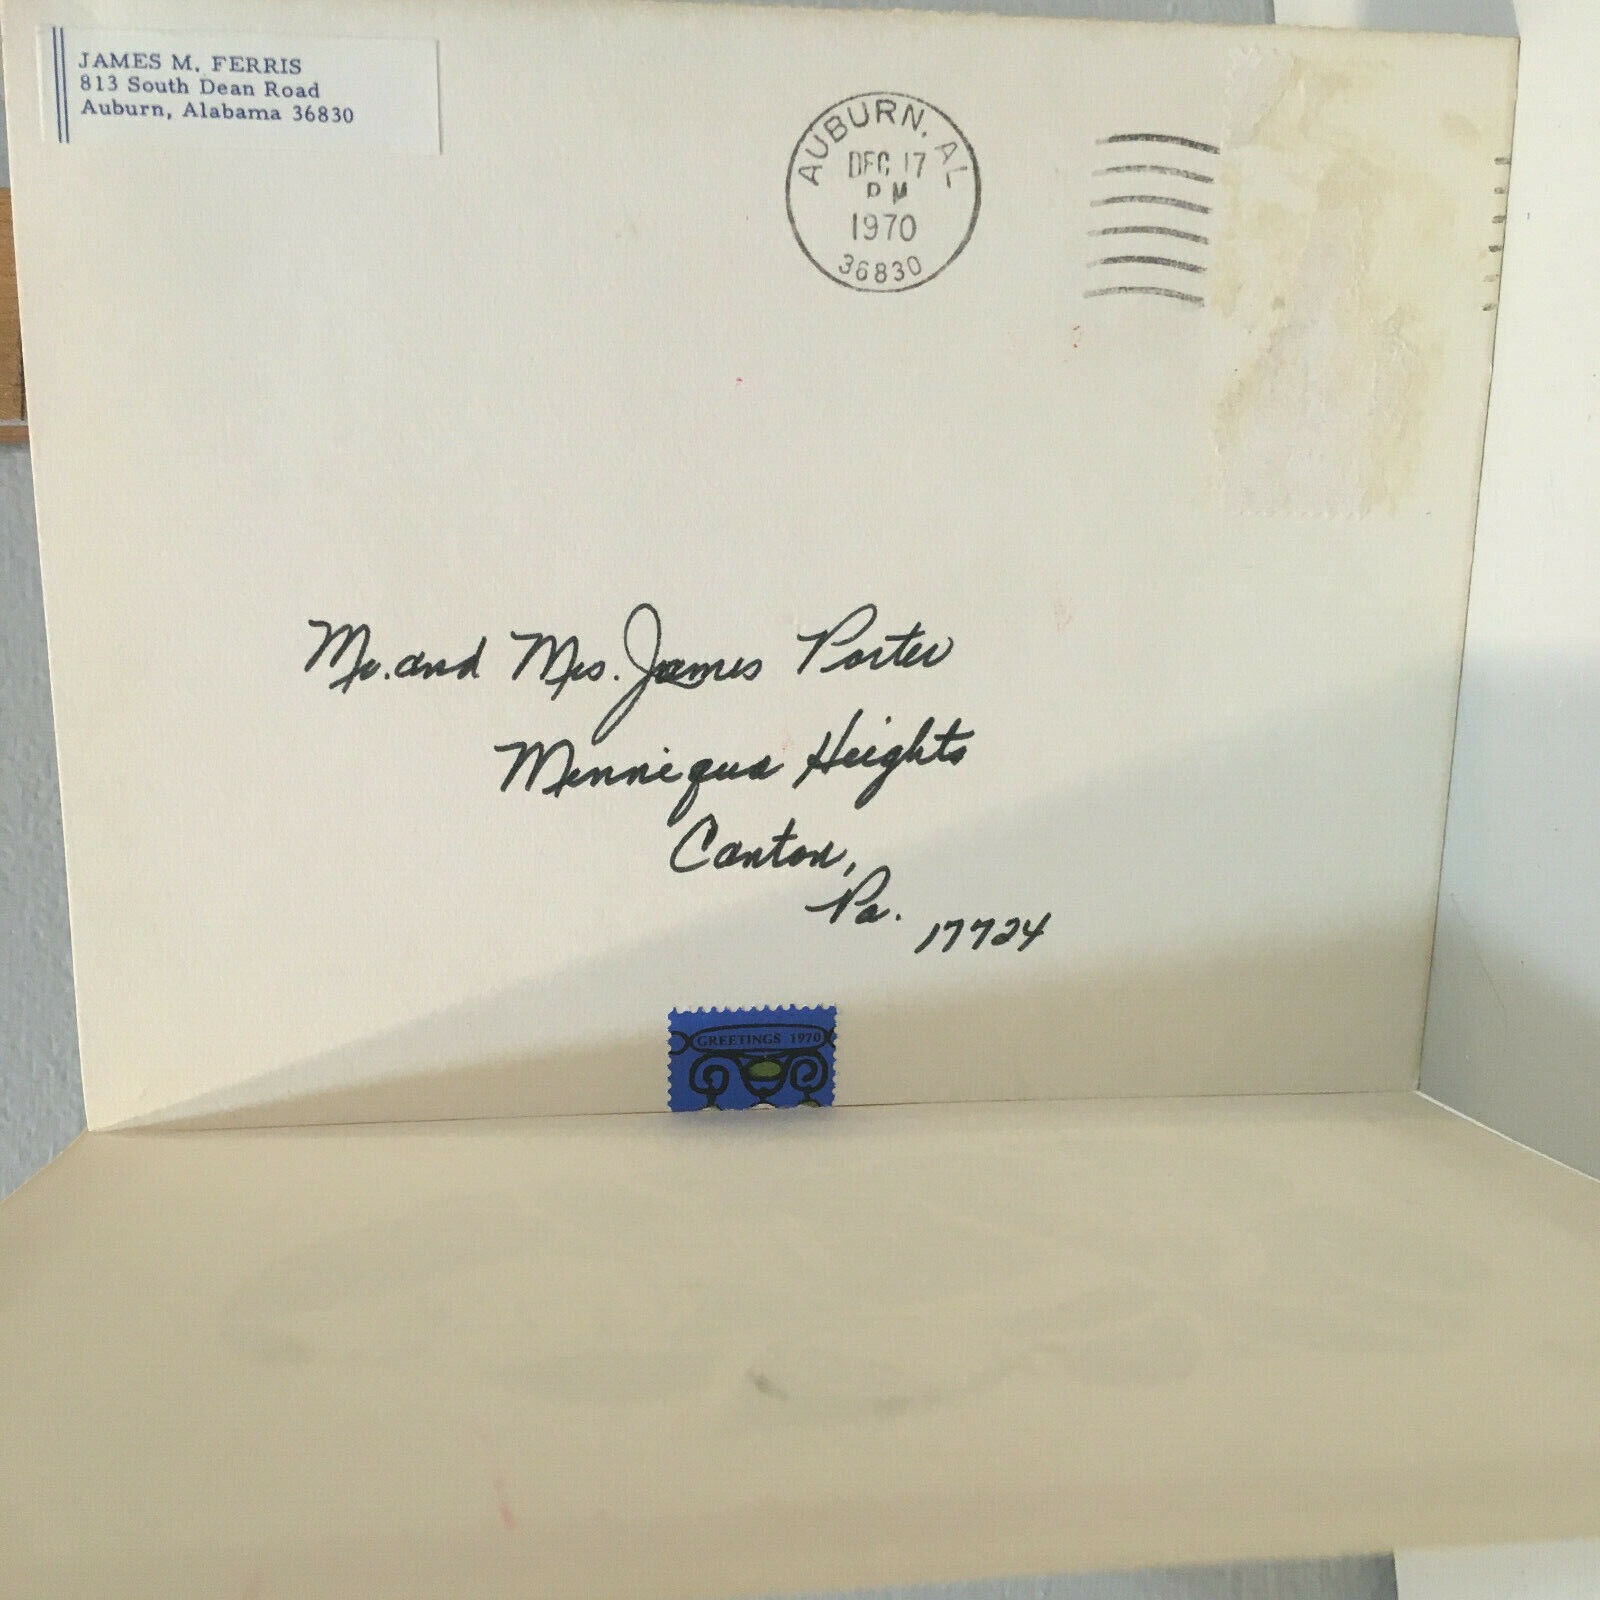 JAMES M. FERRIS
813 South Dean Road
Auburn, Alabama 36830
AUBURN, AL
DEC 17
PM
1970
36830
Mr. and Mrs. James Porter
Minnequa Heights
Canton,
Pa. 17724
GREETINGS 1970